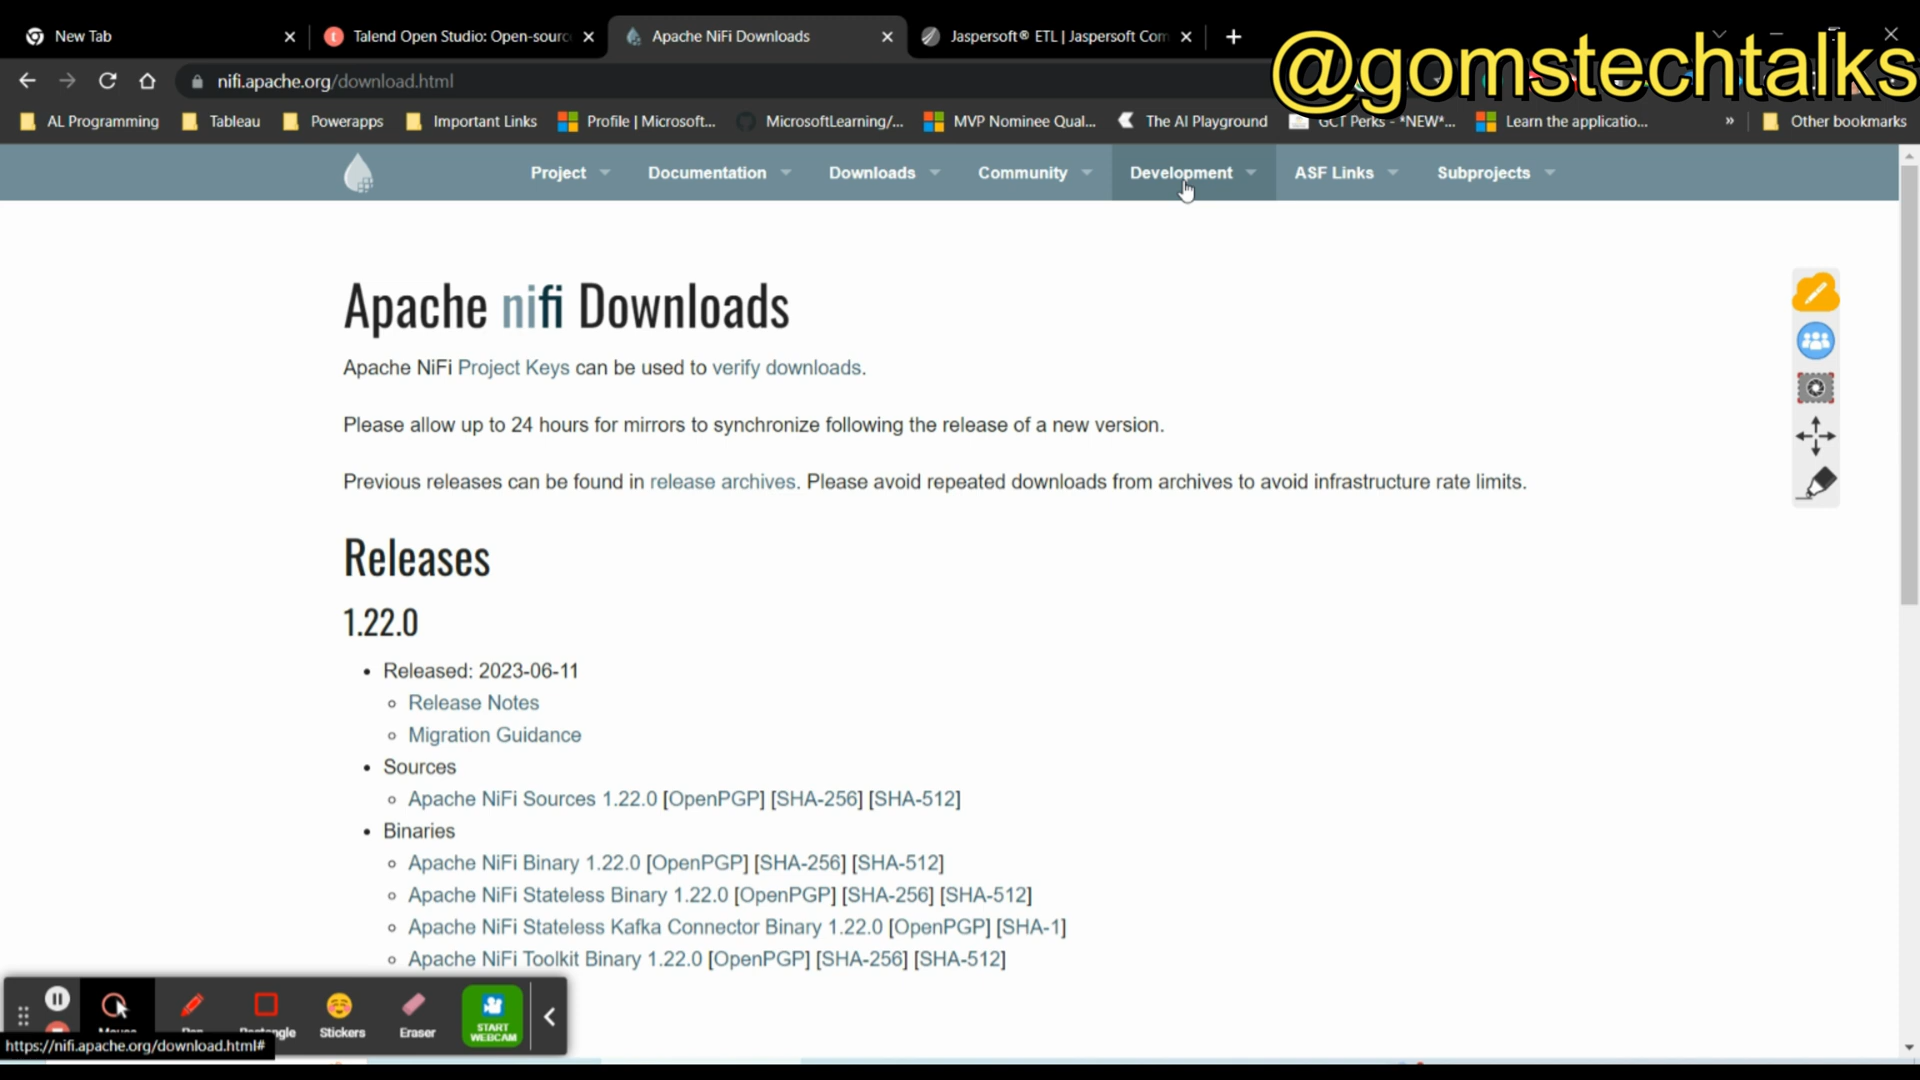 New Tab
Talend Open Studio: Open-sourc
Apache NiFi Downloads
Jaspersoft® ETL | Jaspersoft Com
@gomstechtalks
nifi.apache.org/download.html
AL Programming
Tableau
Powerapps
Important Links
Profile | Microsoft...
MicrosoftLearning/...
MVP Nominee Qual...
The AI Playground
GCT Perks - *NEW*...
Learn the applicatio...
»
Other bookmarks
Project
Documentation
Downloads
Community
Development
ASF Links
Subprojects
Apache nifi Downloads
Apache NiFi Project Keys can be used to verify downloads.
Please allow up to 24 hours for mirrors to synchronize following the release of a new version.
Previous releases can be found in release archives. Please avoid repeated downloads from archives to avoid infrastructure rate limits.
Releases
1.22.0
• Released: 2023-06-11
◦ Release Notes
◦ Migration Guidance
• Sources
◦ Apache NiFi Sources 1.22.0 [OpenPGP] [SHA-256] [SHA-512]
• Binaries
◦ Apache NiFi Binary 1.22.0 [OpenPGP] [SHA-256] [SHA-512]
◦ Apache NiFi Stateless Binary 1.22.0 [OpenPGP] [SHA-256] [SHA-512]
◦ Apache NiFi Stateless Kafka Connector Binary 1.22.0 [OpenPGP] [SHA-1]
◦ Apache NiFi Toolkit Binary 1.22.0 [OpenPGP] [SHA-256] [SHA-512]
Stickers
Eraser
START
WEBCAM
https://nifi.apache.org/download.html#